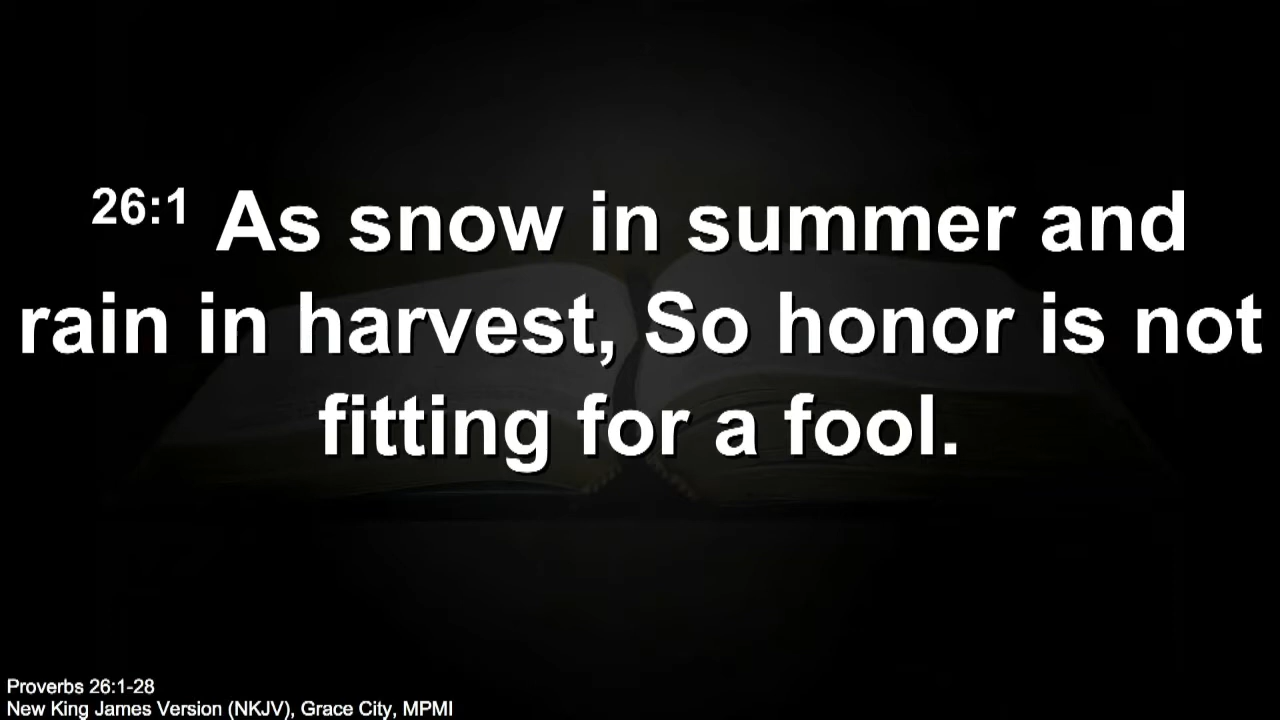 26:1 As snow in summer and
rain in harvest, So honor is not
fitting for a fool.
Proverbs 26:1-28
New King James Version (NKJV), Grace City, MPMI